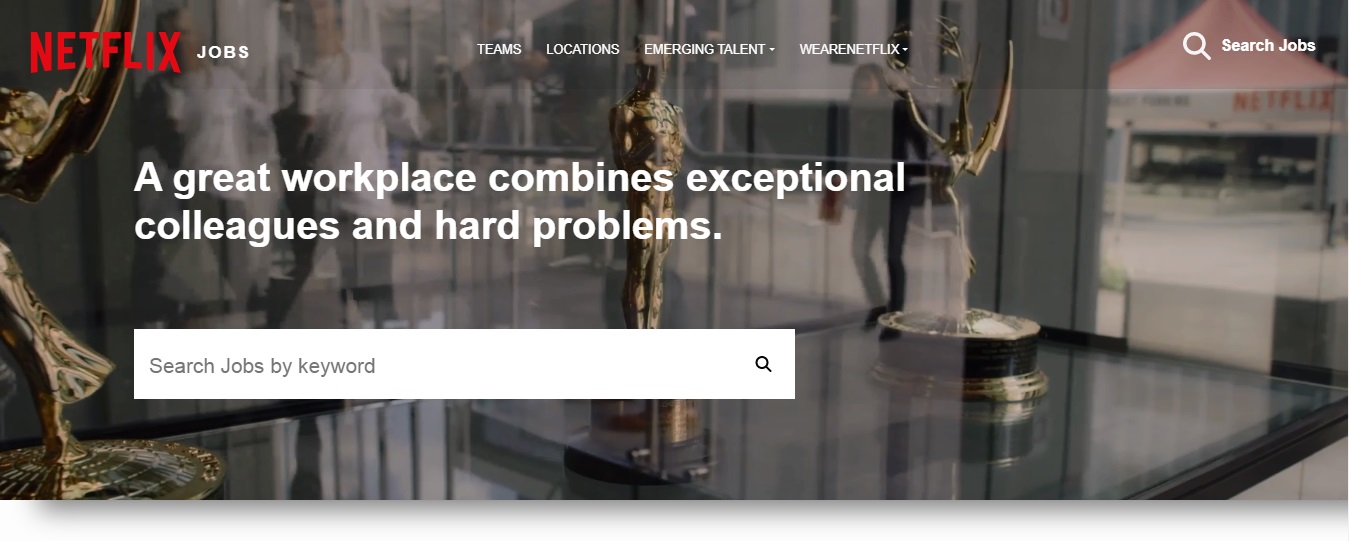 NETFLIX JOBS
TEAMS LOCATIONS EMERGING TALENT WEARENETFLIX
Search Jobs
NETFLIX
A great workplace combines exceptional
colleagues and hard problems.
Search Jobs by keyword